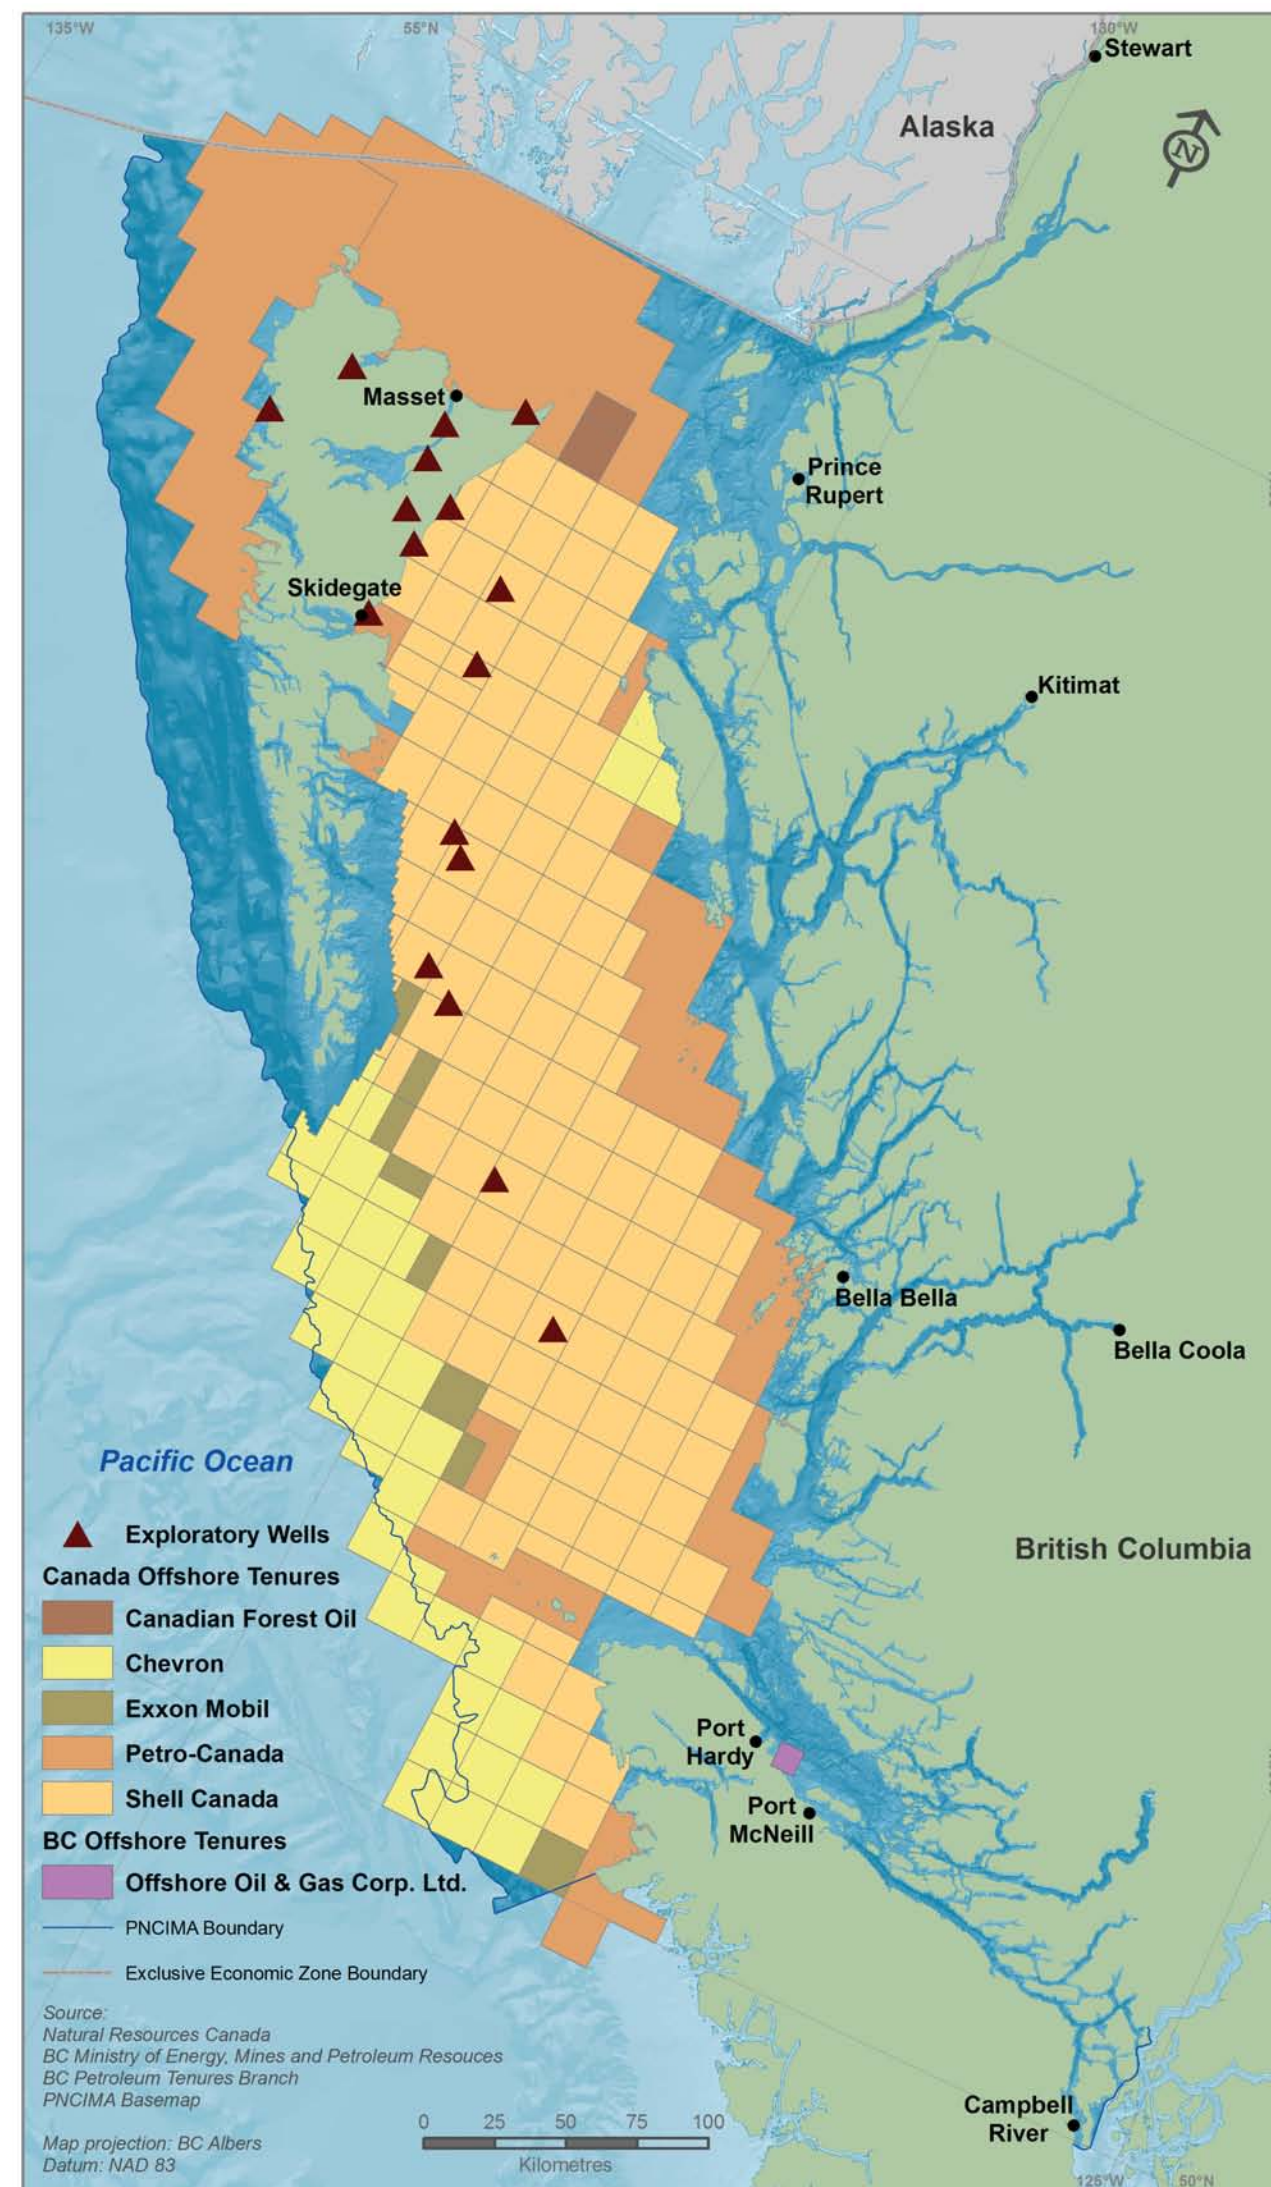 135°W
55°N
130°W
Stewart
Alaska
N
Masset
Prince
Rupert
Skidegate
Kitimat
Bella Bella
Bella Coola
Pacific Ocean
British Columbia
Exploratory Wells
Canada Offshore Tenures
Canadian Forest Oil
Chevron
Exxon Mobil
Petro-Canada
Shell Canada
BC Offshore Tenures
Offshore Oil & Gas Corp. Ltd.
PNCIMA Boundary
Exclusive Economic Zone Boundary
Port
Hardy
Port
McNeill
Source:
Natural Resources Canada
BC Ministry of Energy, Mines and Petroleum Resouces
BC Petroleum Tenures Branch
PNCIMA Basemap
Map projection: BC Albers
Datum: NAD 83
0 25 50 75 100
Kilometres
Campbell
River
125°W
50°N